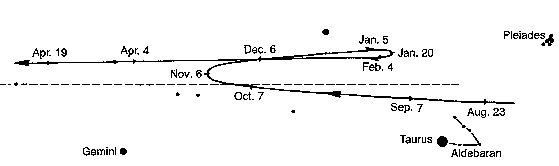 Jan. 5
Pleiades
Apr. 19
Apr. 4
Dec. 6
Jan. 20
Nov. 6
Feb. 4
Oct. 7
Sep. 7
Aug. 23
Taurus
Gemini
Aldebaran